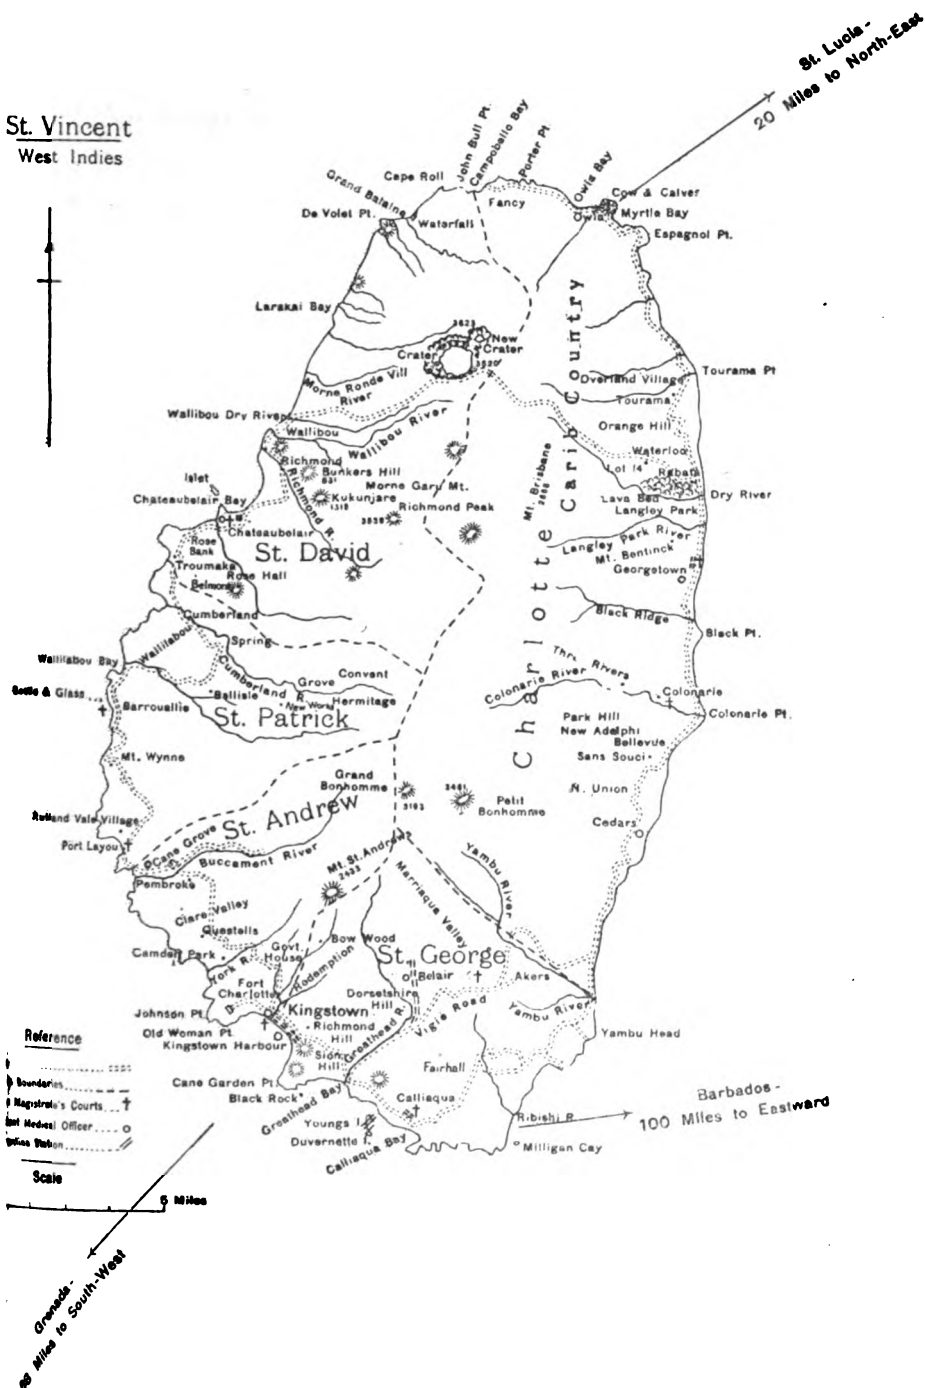 St. Lucia -
20 Miles to North-East
St. Vincent
West Indies
John Bull Pt.
Campobello Bay
Porter Pt.
Owia Bay
Cape Roll
Grand Balaine
De Volet Pt.
Waterfall
Fancy
Owia
Cow & Calver
Myrtle Bay
Espagnol Pt.
Larakai Bay
3623
New
Crater
Crater
3520
Morne Ronde Vill
River
Wallibou Dry River
Wallibou
Wallibou River
Overland Village
Tourama Pt
Tourama
Orange Hill
Waterloo
Lot 14
Rabaka
Lava Bed
Dry River
Langley Park
Langley Park River
Mt. Bentinck
Georgetown
Mt. Brisbane
Charlotte
Carib Country
Richmond
Bunkers Hill
Morne Garu Mt.
Kukunjare
1318
Richmond Peak
3539
Richmond R.
Islet
Chateaubelair Bay
Chateaubelair
Rose
Bank
St. David
Troumaka
Rose Hall
Belmont
Cumberland
Spring
Black Ridge
Black Pt.
Wallilabou Bay
Wallilabou
Cumberland R.
Grove
Convent
Hermitage
Bottle & Glass
Barrouallie
Bellisle
New Works
St. Patrick
Three Rivers
Colonarie River
Colonarie
Colonarie Pt.
Park Hill
New Adelphi
Bellevue
Sans Souci
N. Union
Cedars
Mt. Wynne
Grand
Bonhomme
3193
Petit
Bonhomme
Rutland Vale Village
Port Layou
Cane Grove
St. Andrew
Buccament River
Mt. St. Andrew
2433
Marriaqua Valley
Yambu River
Pembroke
Clare Valley
Questells
Camden Park
York R.
Govt.
House
Bow Wood
Redemption
St. George
Belair
Akers
Fort
Charlotte
Dorsetshire
Hill
Vigie Road
Yambu River
Yambu Head
Johnson Pt.
Kingstown
Old Woman Pt.
Kingstown Harbour
Richmond
Hill
Sion
Hill
Greathead R.
Fairhall
Cane Garden Pt.
Black Rock
Greathead Bay
Calliaqua
Youngs I.
Duvernette I.
Calliaqua Bay
Ribishi R
Milligan Cay
Barbados -
100 Miles to Eastward
Reference
Boundaries
Magistrate's Courts
Medical Officer
Station
Scale
5 Miles
Grenada -
Miles to South-West